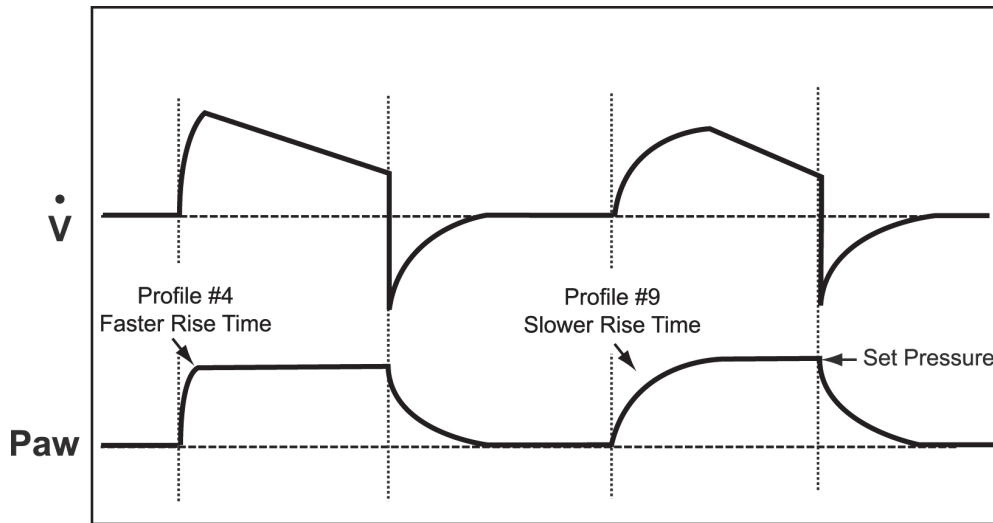 V̇
Profile #4
Faster Rise Time
Profile #9
Slower Rise Time
Set Pressure
Paw